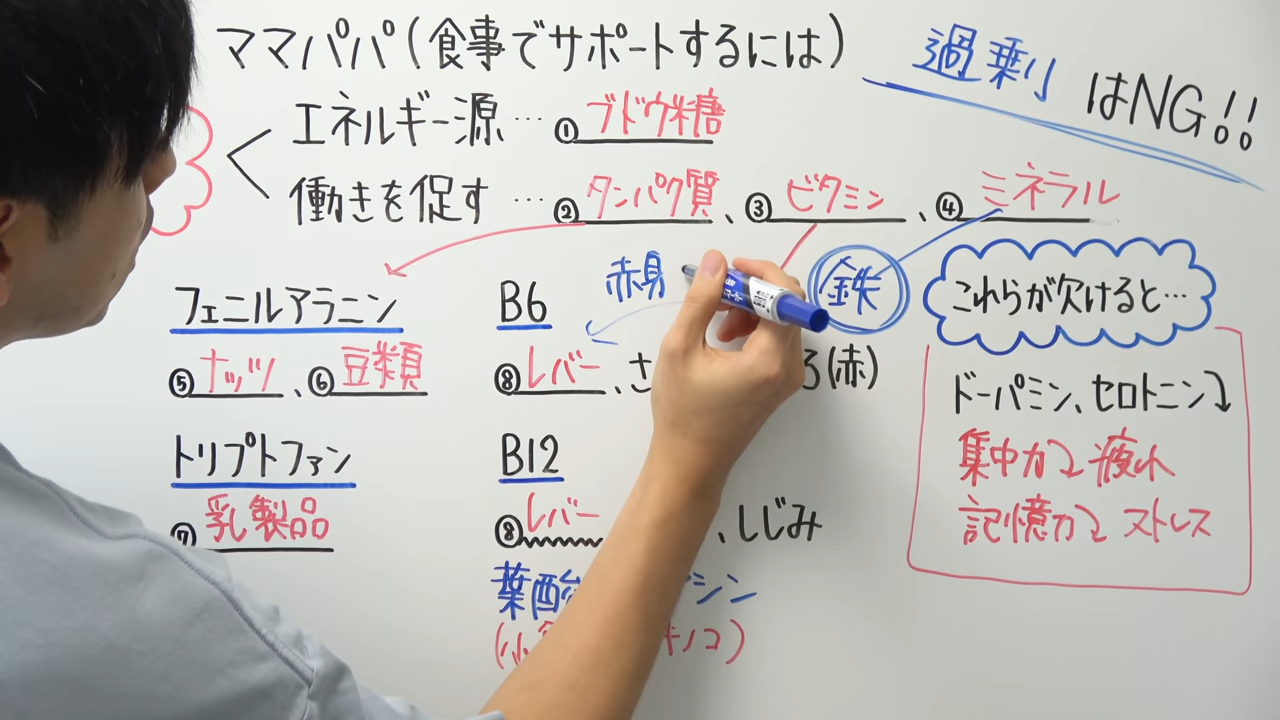 ママパパ(食事でサポートするには)
過剰はNG!!
エネルギー源…①ブドウ糖
働きを促す…②タンパク質、③ビタミン、④ミネラル
フェニルアラニン
⑤ナッツ、⑥豆類
トリプトファン
⑦乳製品
赤身
鉄
B6
⑧レバー、さ
(赤)
B12
⑧レバー
、しじみ
葉酸
シン
キノコ)
これらが欠けると…
ドーパミン、セロトニン⤵
集中力⤵疲れ
記憶力⤵ストレス